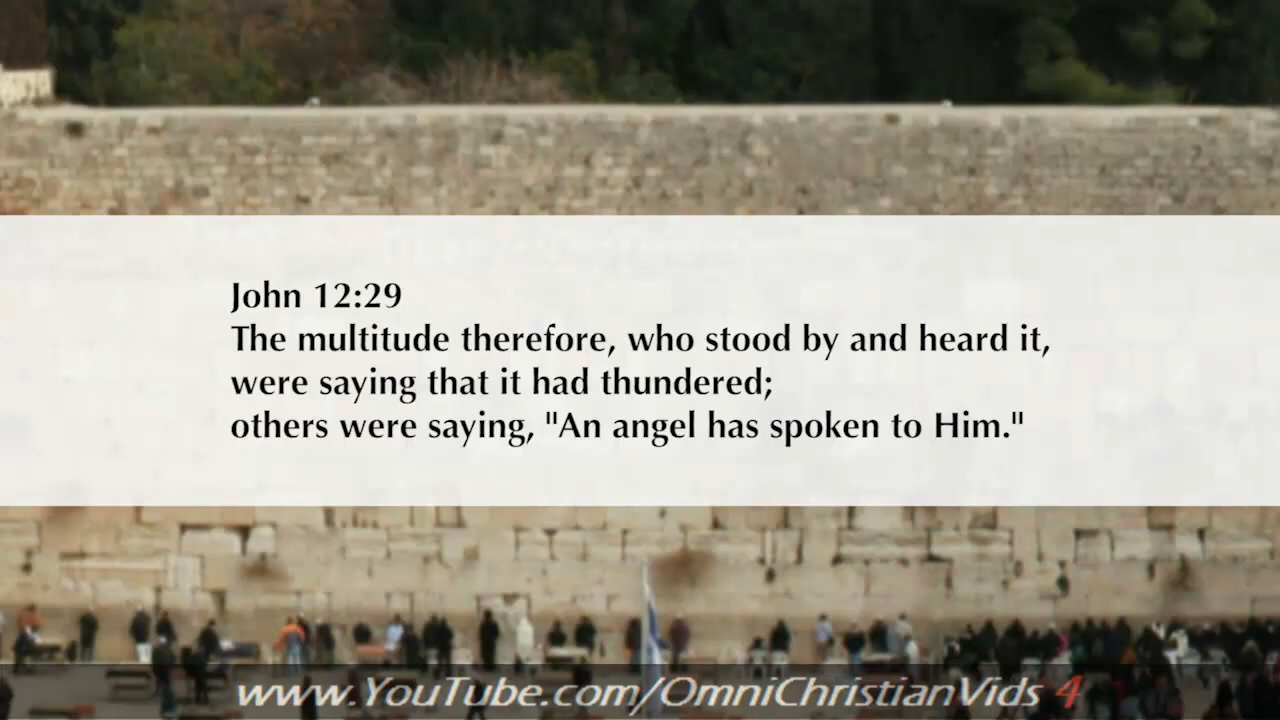 John 12:29
The multitude therefore, who stood by and heard it,
were saying that it had thundered;
others were saying, "An angel has spoken to Him."
www.YouTube.com/OmniChristianVids 4